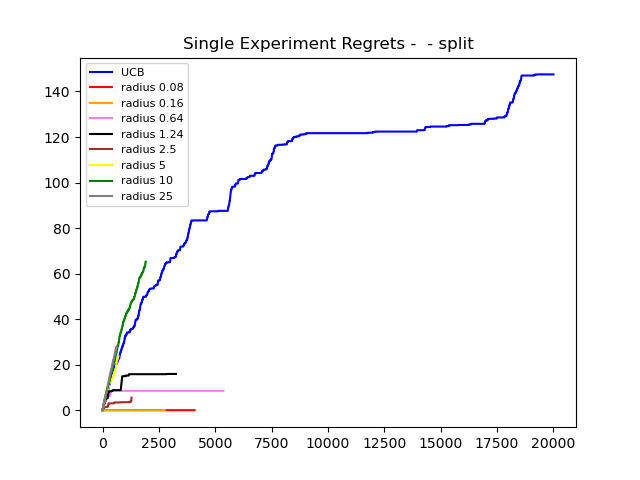 Single Experiment Regrets -  - split
UCB
radius 0.08
radius 0.16
radius 0.64
radius 1.24
radius 2.5
radius 5
radius 10
radius 25
140
120
100
80
60
40
20
0
0 2500 5000 7500 10000 12500 15000 17500 20000